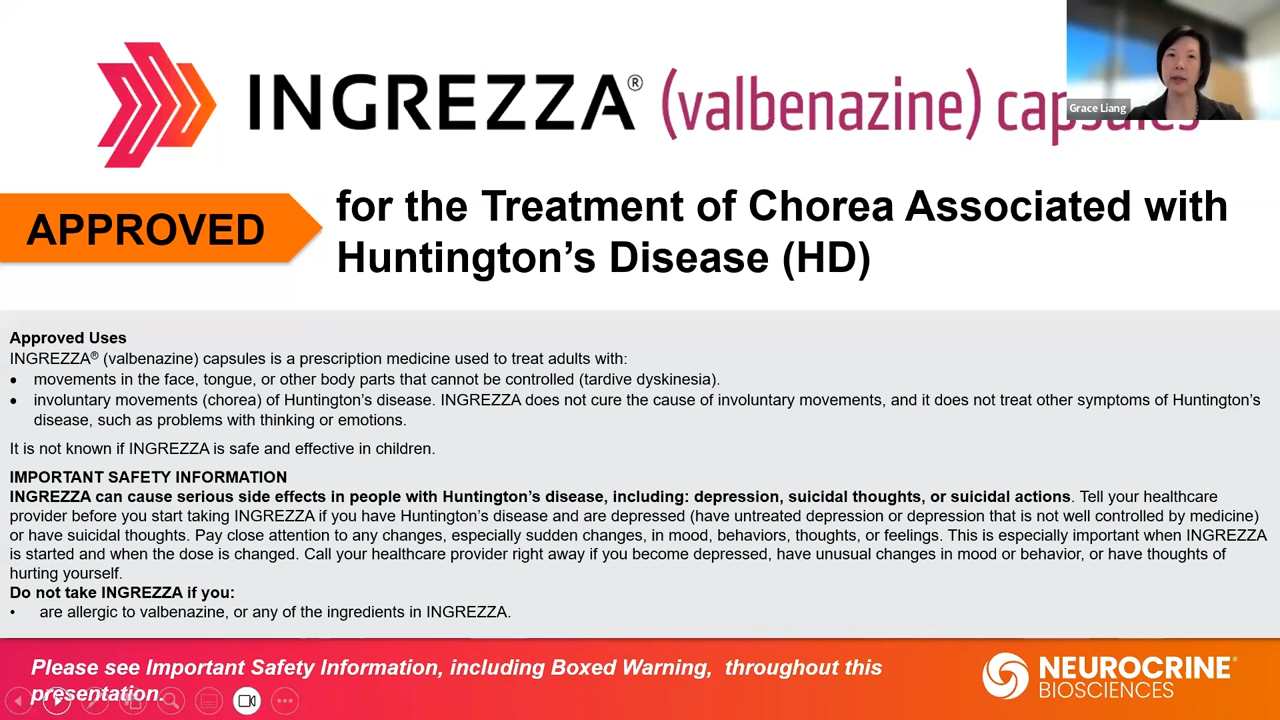 INGREZZA® (valbenazine) capsules
Grace Liang
APPROVED
for the Treatment of Chorea Associated with
Huntington’s Disease (HD)
Approved Uses
INGREZZA® (valbenazine) capsules is a prescription medicine used to treat adults with:
• movements in the face, tongue, or other body parts that cannot be controlled (tardive dyskinesia).
• involuntary movements (chorea) of Huntington’s disease. INGREZZA does not cure the cause of involuntary movements, and it does not treat other symptoms of Huntington’s
disease, such as problems with thinking or emotions.
It is not known if INGREZZA is safe and effective in children.
IMPORTANT SAFETY INFORMATION
INGREZZA can cause serious side effects in people with Huntington’s disease, including: depression, suicidal thoughts, or suicidal actions. Tell your healthcare
provider before you start taking INGREZZA if you have Huntington’s disease and are depressed (have untreated depression or depression that is not well controlled by medicine)
or have suicidal thoughts. Pay close attention to any changes, especially sudden changes, in mood, behaviors, thoughts, or feelings. This is especially important when INGREZZA
is started and when the dose is changed. Call your healthcare provider right away if you become depressed, have unusual changes in mood or behavior, or have thoughts of
hurting yourself.
Do not take INGREZZA if you:
• are allergic to valbenazine, or any of the ingredients in INGREZZA.
Please see Important Safety Information, including Boxed Warning, throughout this
presentation.
NEUROCRINE®
BIOSCIENCES